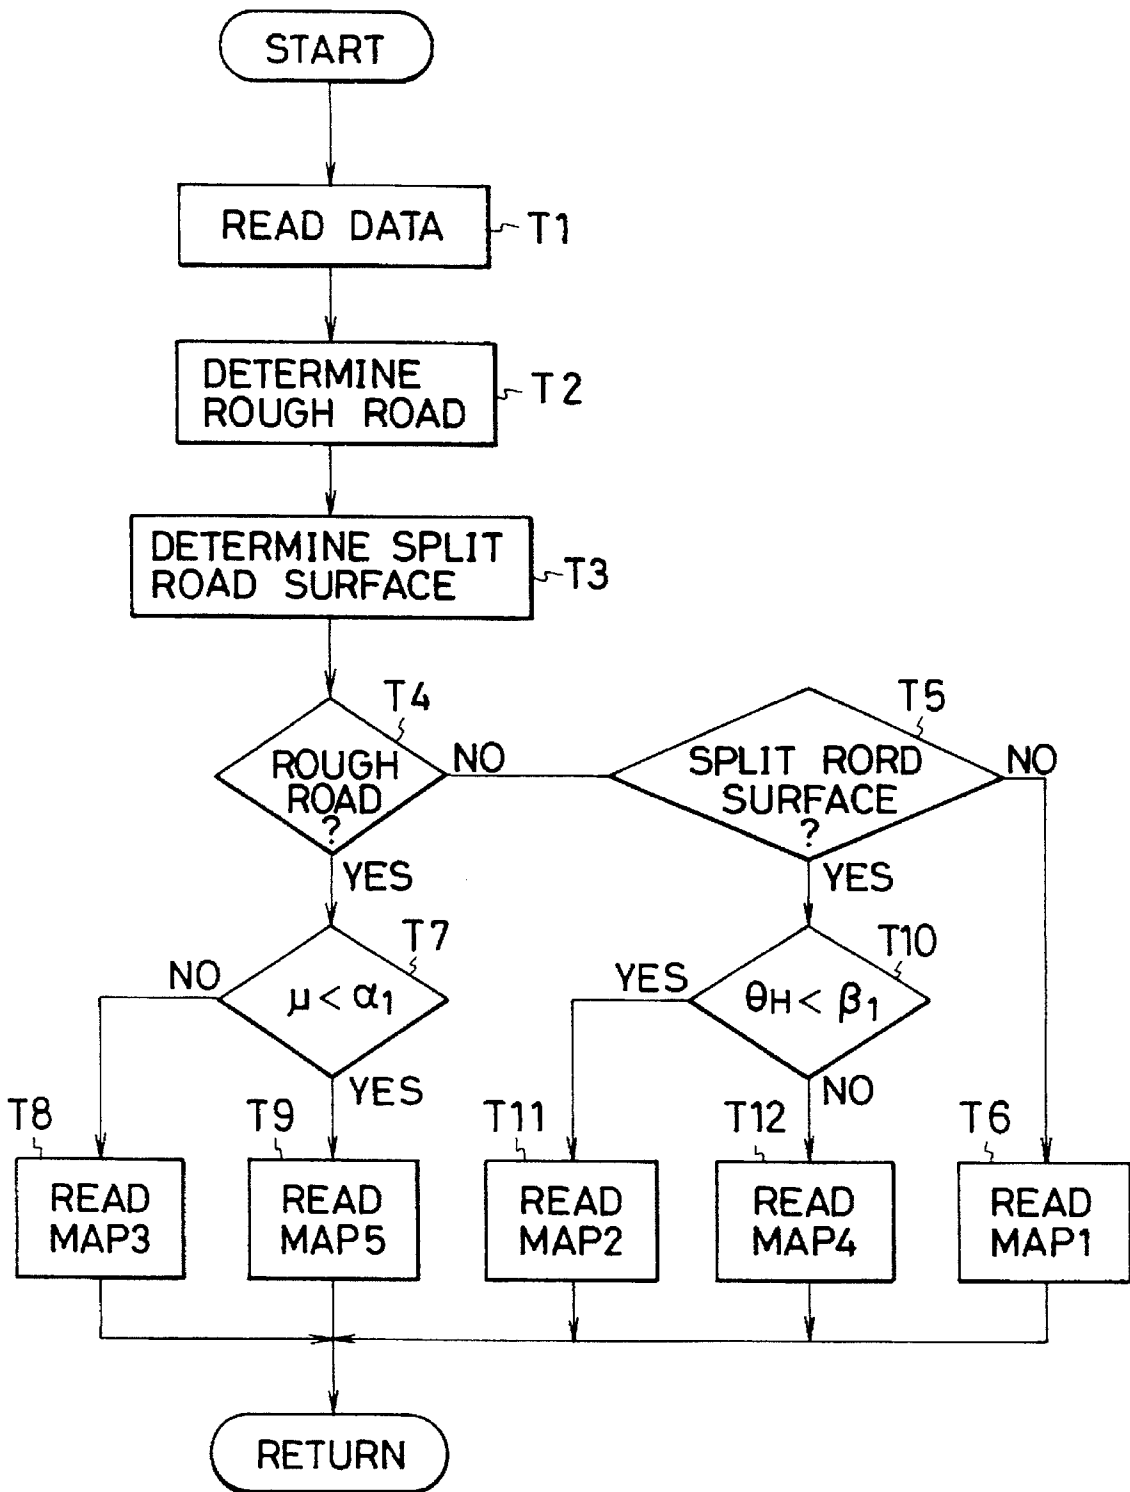 START
READ DATA
T1
DETERMINE
ROUGH ROAD
T2
DETERMINE SPLIT
ROAD SURFACE
T3
T4
ROUGH
ROAD
?
NO
YES
T5
SPLIT RORD
SURFACE
?
NO
YES
T7
μ < α1
NO
YES
T10
θH < β1
YES
NO
T8
READ
MAP3
T9
READ
MAP5
T11
READ
MAP2
T12
READ
MAP4
T6
READ
MAP1
RETURN